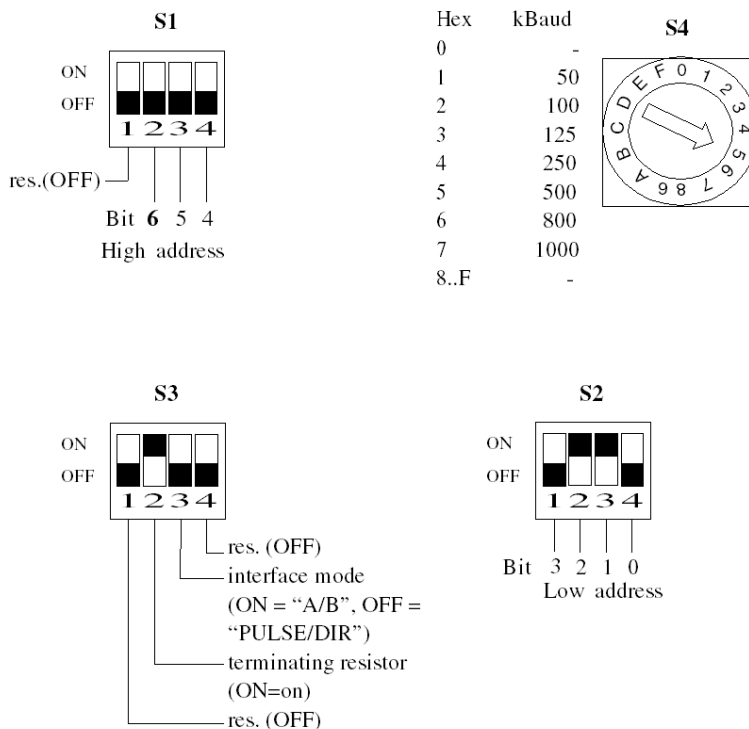 S1
ON
OFF
1 2 3 4
res.(OFF)
Bit 6 5 4
High address
Hex kBaud
0 -
1 50
2 100
3 125
4 250
5 500
6 800
7 1000
8..F -
S4
0 1 2 3 4 5 6 7 8 9 A B C D E F
S3
ON
OFF
1 2 3 4
res. (OFF)
interface mode
(ON = “A/B”, OFF =
“PULSE/DIR”)
terminating resistor
(ON=on)
res. (OFF)
S2
ON
OFF
1 2 3 4
Bit 3 2 1 0
Low address